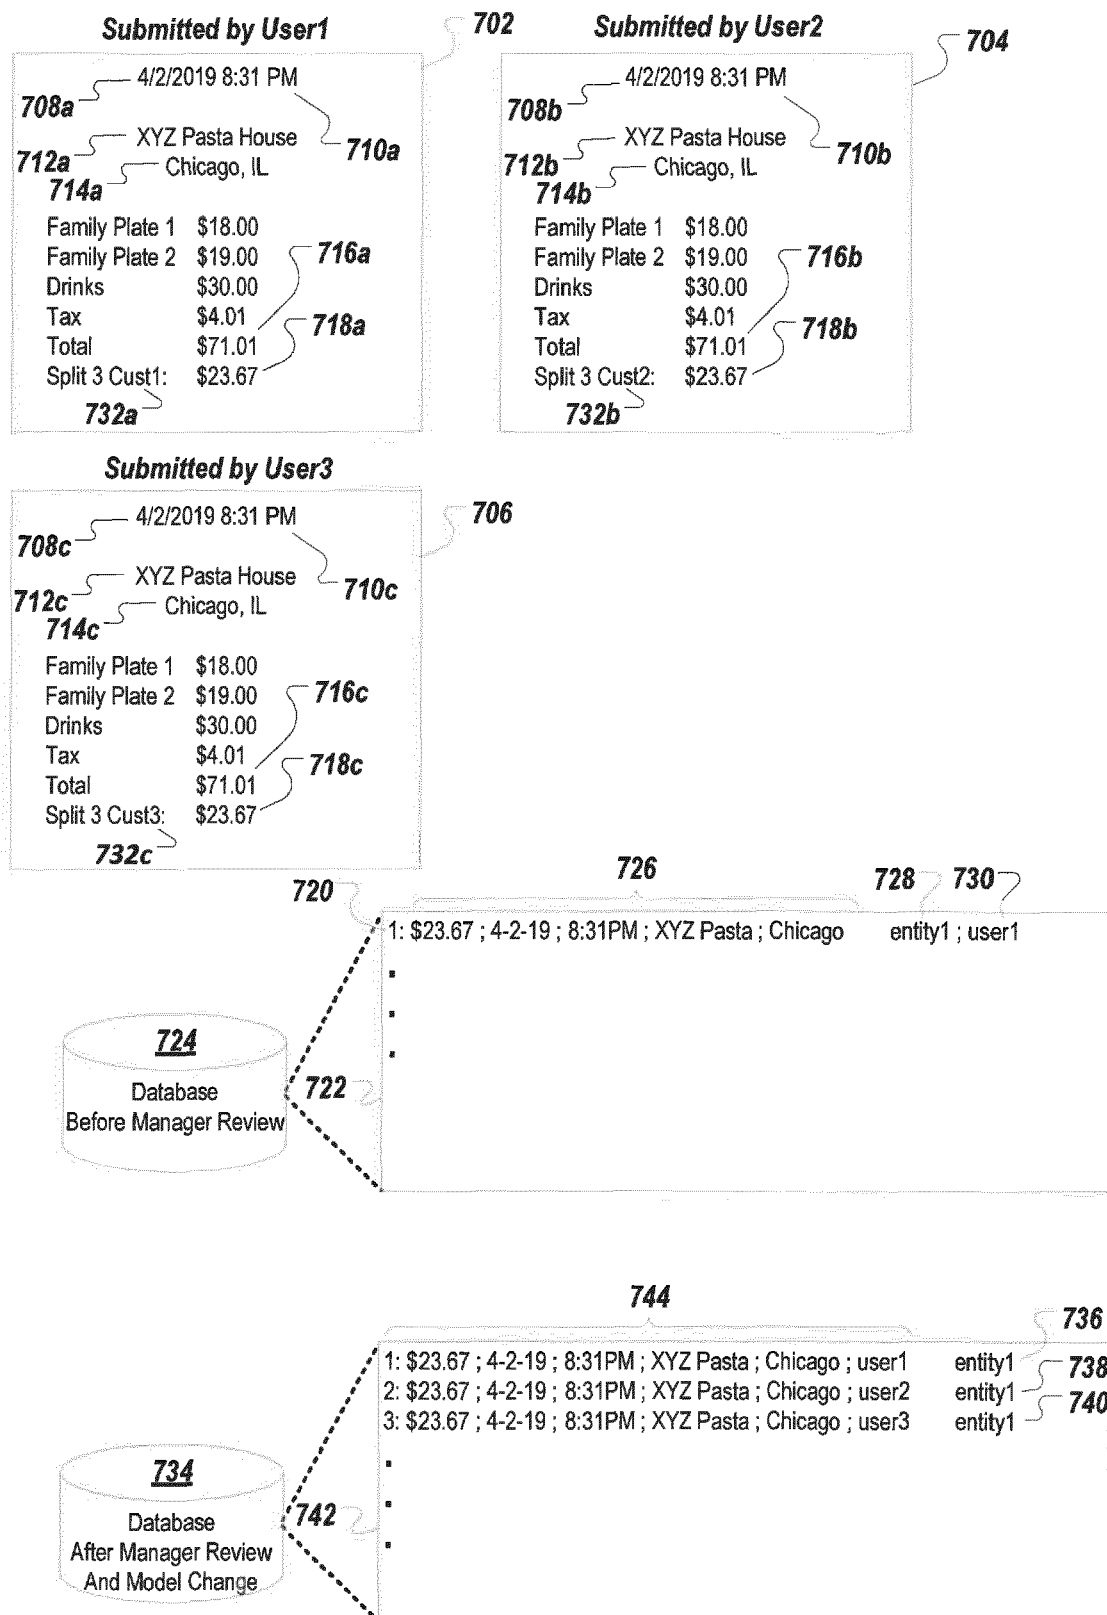 Submitted by User1
702
4/2/2019 8:31 PM
708a
710a
XYZ Pasta House
712a
Chicago, IL
714a
Family Plate 1 $18.00
Family Plate 2 $19.00
716a
Drinks $30.00
Tax $4.01
718a
Total $71.01
Split 3 Cust1: $23.67
732a
Submitted by User2
704
4/2/2019 8:31 PM
708b
710b
XYZ Pasta House
712b
Chicago, IL
714b
Family Plate 1 $18.00
Family Plate 2 $19.00
716b
Drinks $30.00
Tax $4.01
718b
Total $71.01
Split 3 Cust2: $23.67
732b
Submitted by User3
706
4/2/2019 8:31 PM
708c
710c
XYZ Pasta House
712c
Chicago, IL
714c
Family Plate 1 $18.00
Family Plate 2 $19.00
716c
Drinks $30.00
Tax $4.01
718c
Total $71.01
Split 3 Cust3: $23.67
732c
720
726
728
730
1: $23.67 ; 4-2-19 ; 8:31PM ; XYZ Pasta ; Chicago entity1 ; user1
724
Database
Before Manager Review
722
744
736
1: $23.67 ; 4-2-19 ; 8:31PM ; XYZ Pasta ; Chicago ; user1 entity1
738
2: $23.67 ; 4-2-19 ; 8:31PM ; XYZ Pasta ; Chicago ; user2 entity1
740
3: $23.67 ; 4-2-19 ; 8:31PM ; XYZ Pasta ; Chicago ; user3 entity1
734
Database
After Manager Review
And Model Change
742